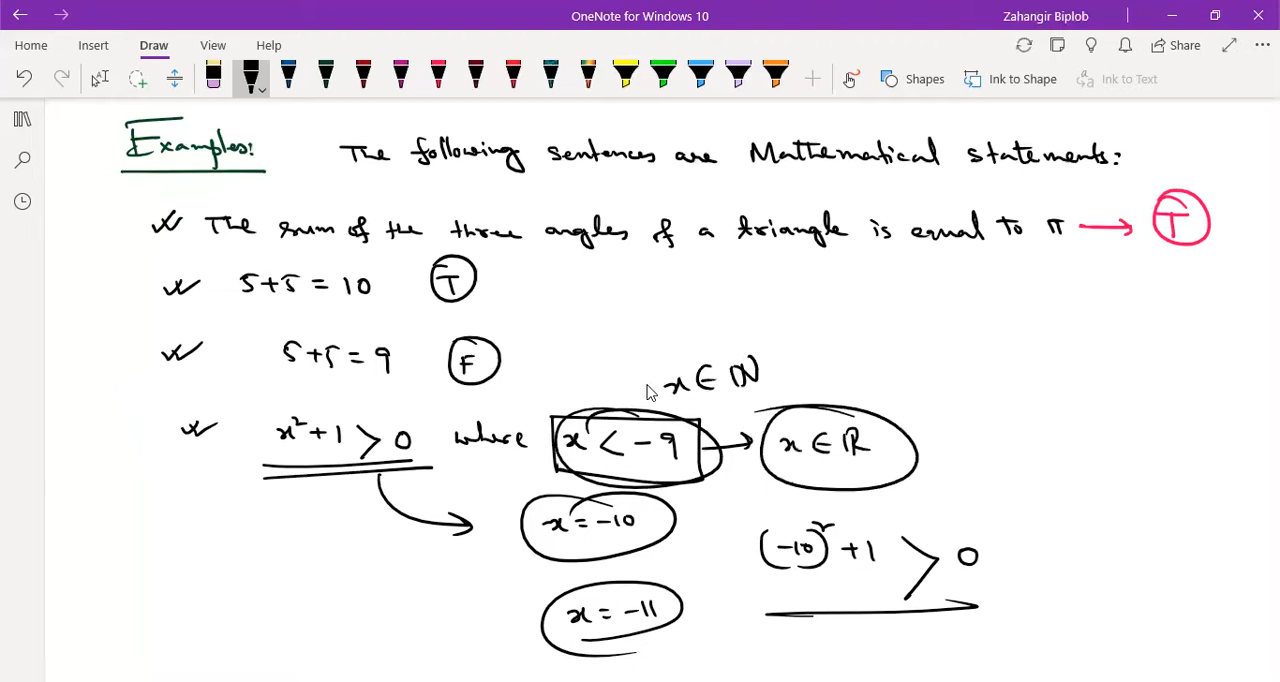 OneNote for Windows 10
Zahangir Biplob
Home Insert Draw View Help Share
Shapes Ink to Shape Ink to Text
Examples: The following sentences are Mathematical statements:
The sum of the three angles of a triangle is equal to π → T
5+5 = 10 T
5+5 = 9 F
x ∈ ℕ
x²+1 > 0 where x < -9 → x ∈ ℝ
x = -10
(-10)² + 1 > 0
x = -11